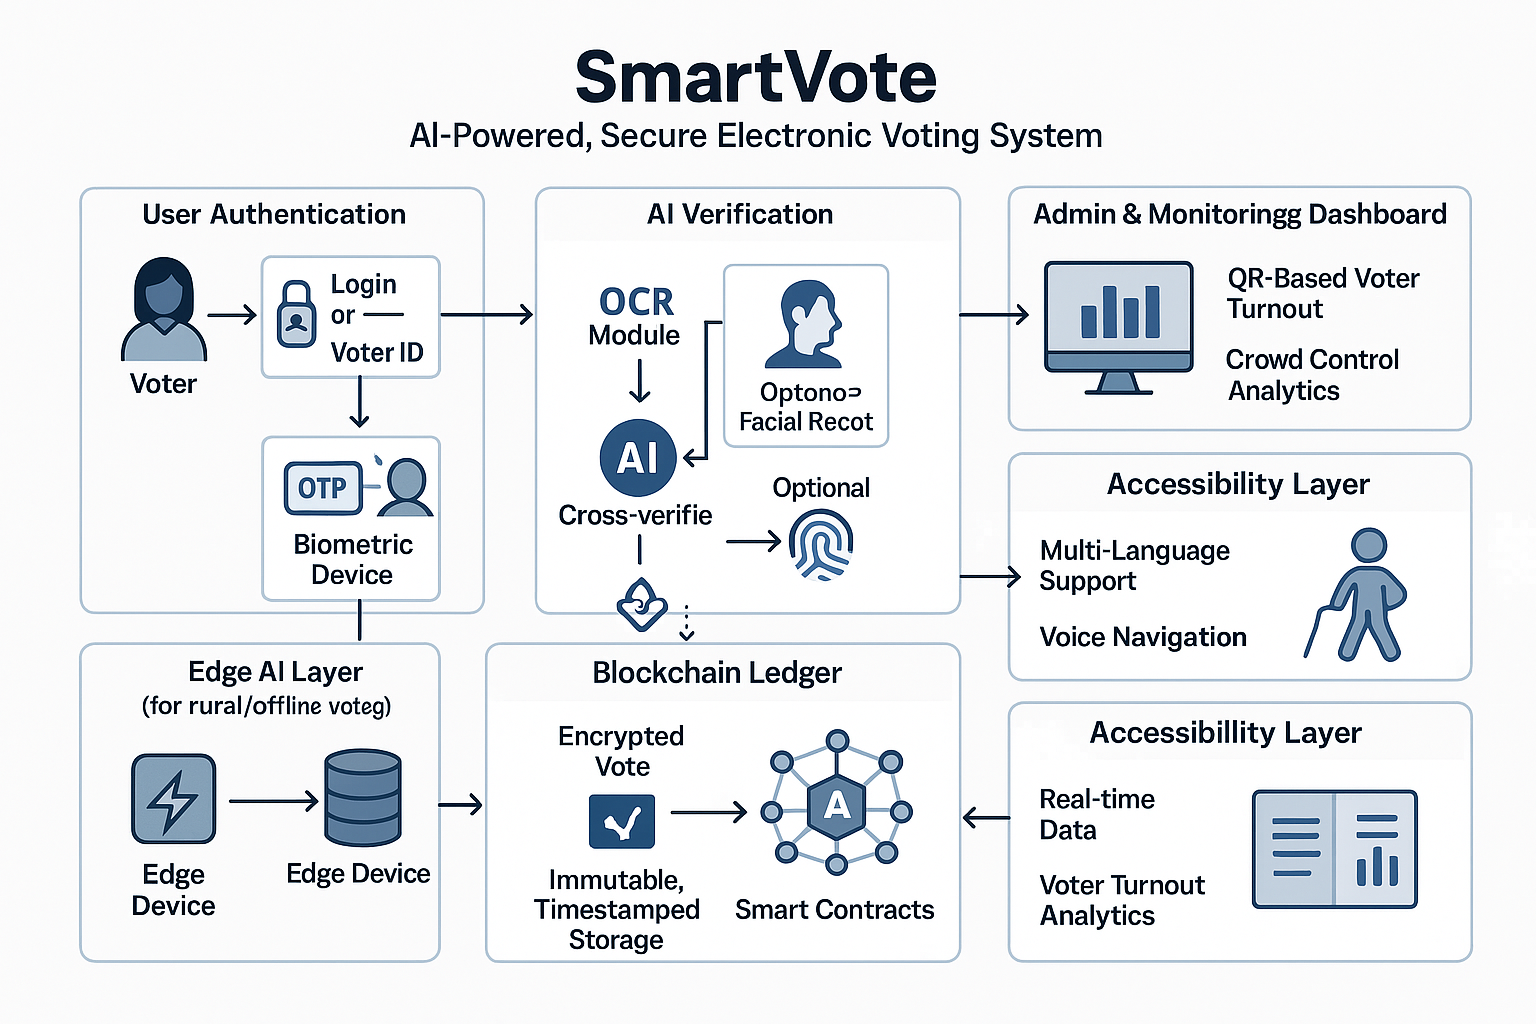 SmartVote
AI-Powered, Secure Electronic Voting System
User Authentication
Voter
Login
or
Voter ID
OTP
Biometric
Device
AI Verification
OCR
Module
AI
Cross-verifie
Facial Recot
Optional
Admin & Monitoringg Dashboard
QR-Based Voter
Turnout
Crowd Control
Analytics
Accessibility Layer
Multi-Language
Support
Voice Navigation
Edge AI Layer
(for rural/offline voteg)
Edge
Device
Edge Device
Blockchain Ledger
Encrypted
Vote
Immutable,
Timestamped
Storage
A
Smart Contracts
Accessibillity Layer
Real-time
Data
Voter Turnout
Analytics